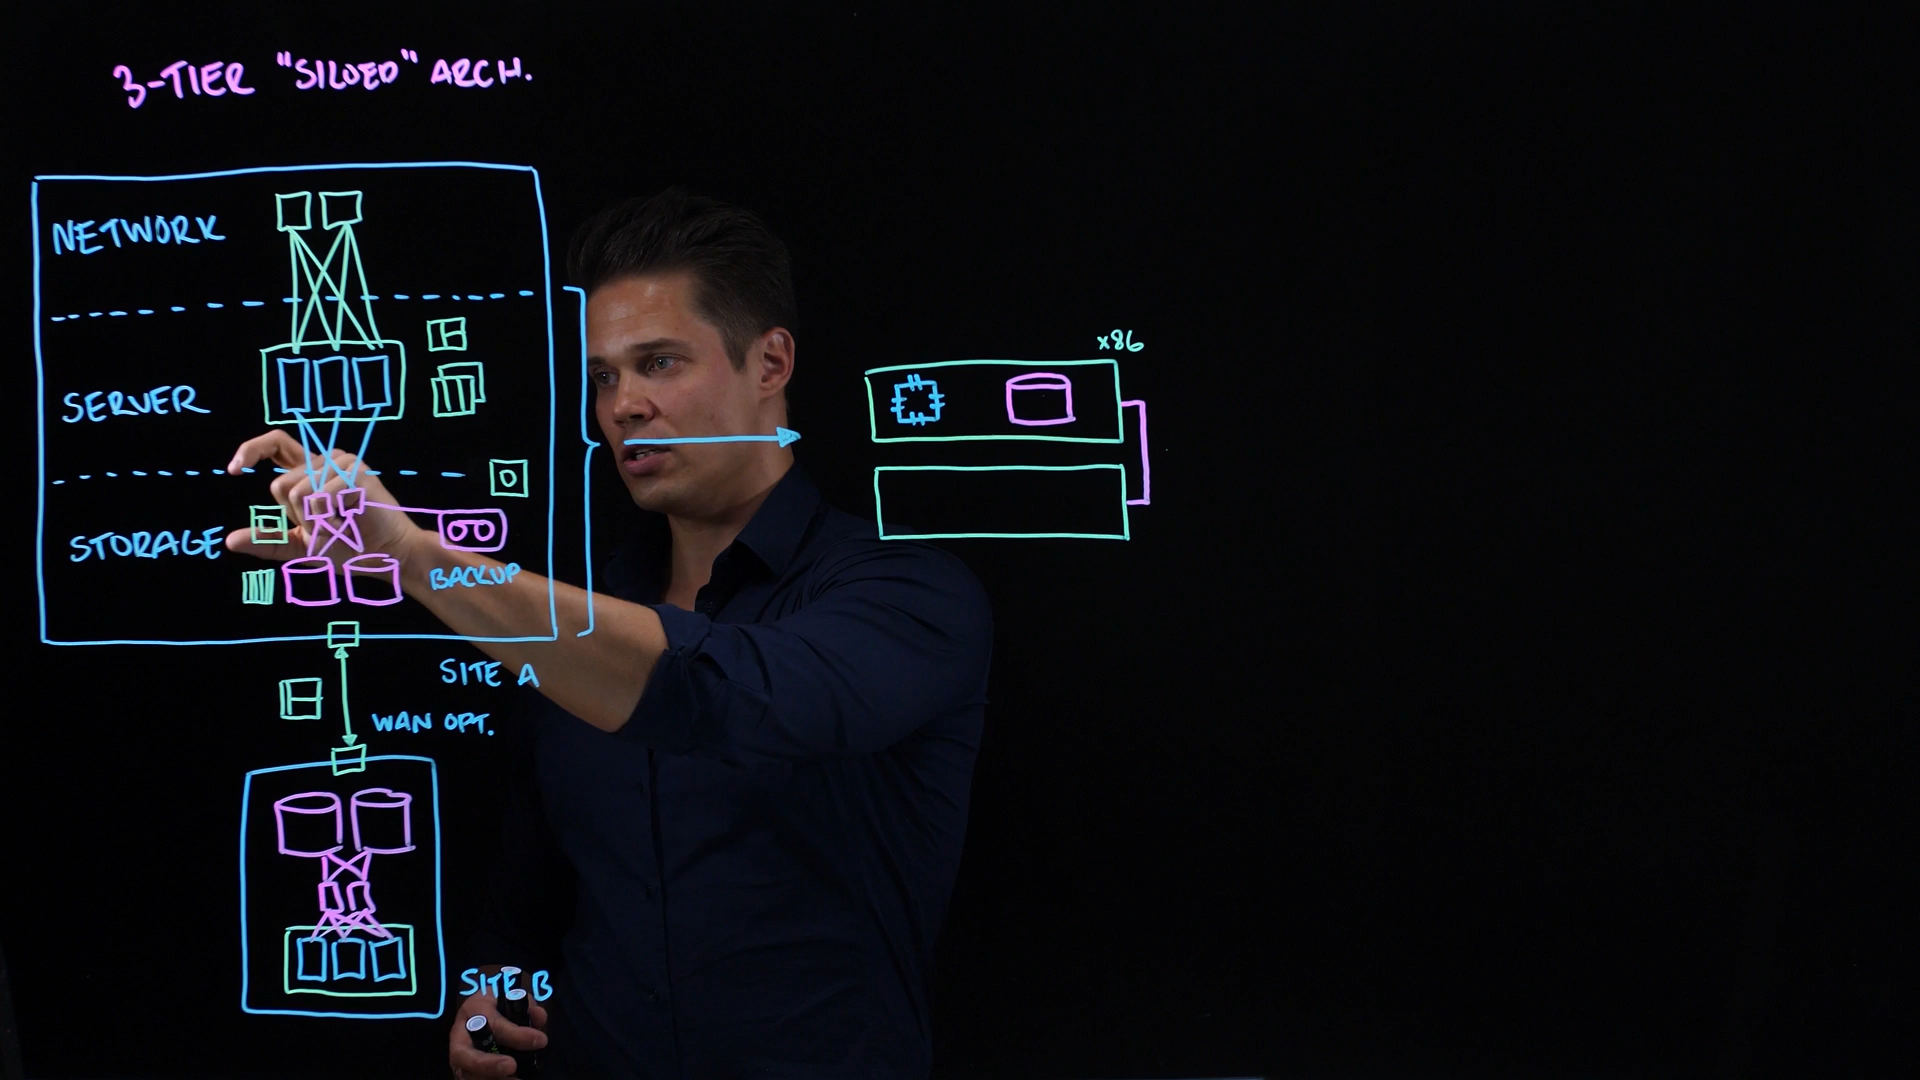 3-TIER "SILOED" ARCH.
NETWORK
SERVER
STORAGE
BACKUP
SITE A
WAN OPT.
SITE B
x86